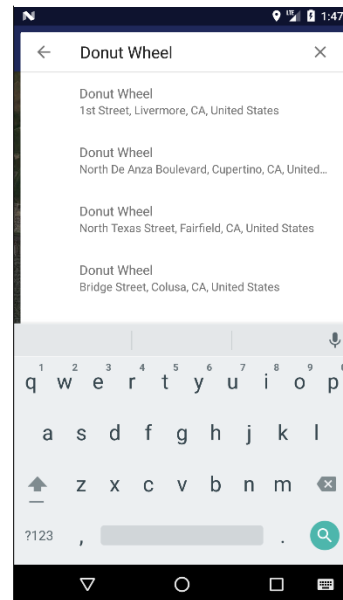 1:47
Donut Wheel
Donut Wheel
1st Street, Livermore, CA, United States
Donut Wheel
North De Anza Boulevard, Cupertino, CA, United...
Donut Wheel
North Texas Street, Fairfield, CA, United States
Donut Wheel
Bridge Street, Colusa, CA, United States
1 2 3 4 5 6 7 8 9
q w e r t y u i o p
a s d f g h j k l
z x c v b n m
?123 , .